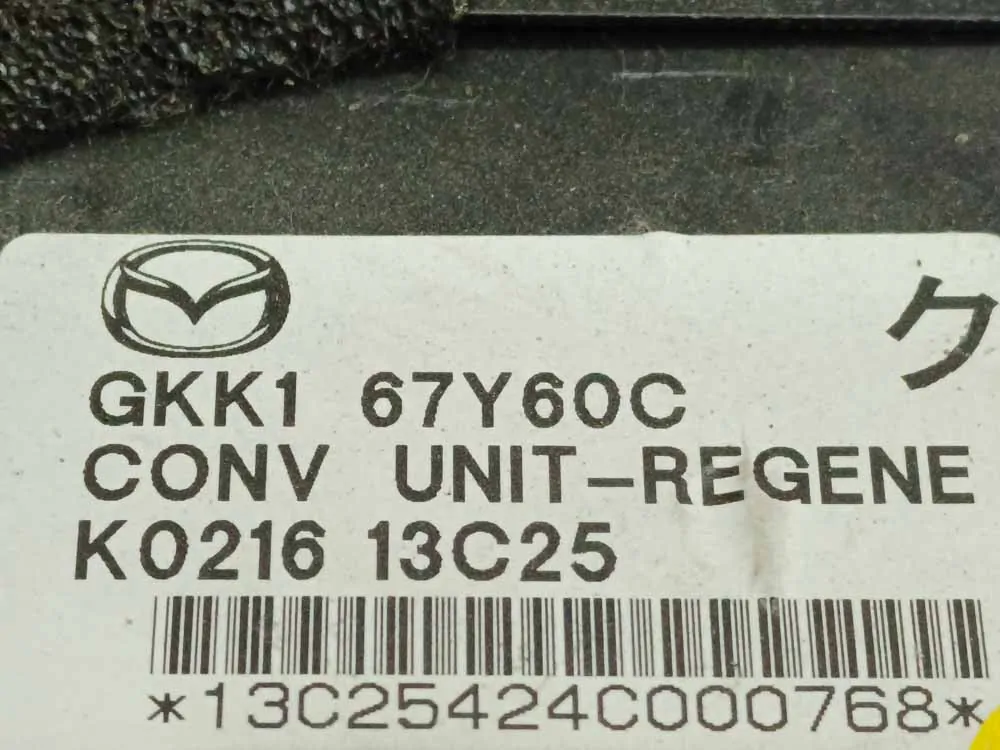 ク
GKK1 67Y60C
CONV UNIT-REGENE
K0216 13C25
*13C25424C000768*